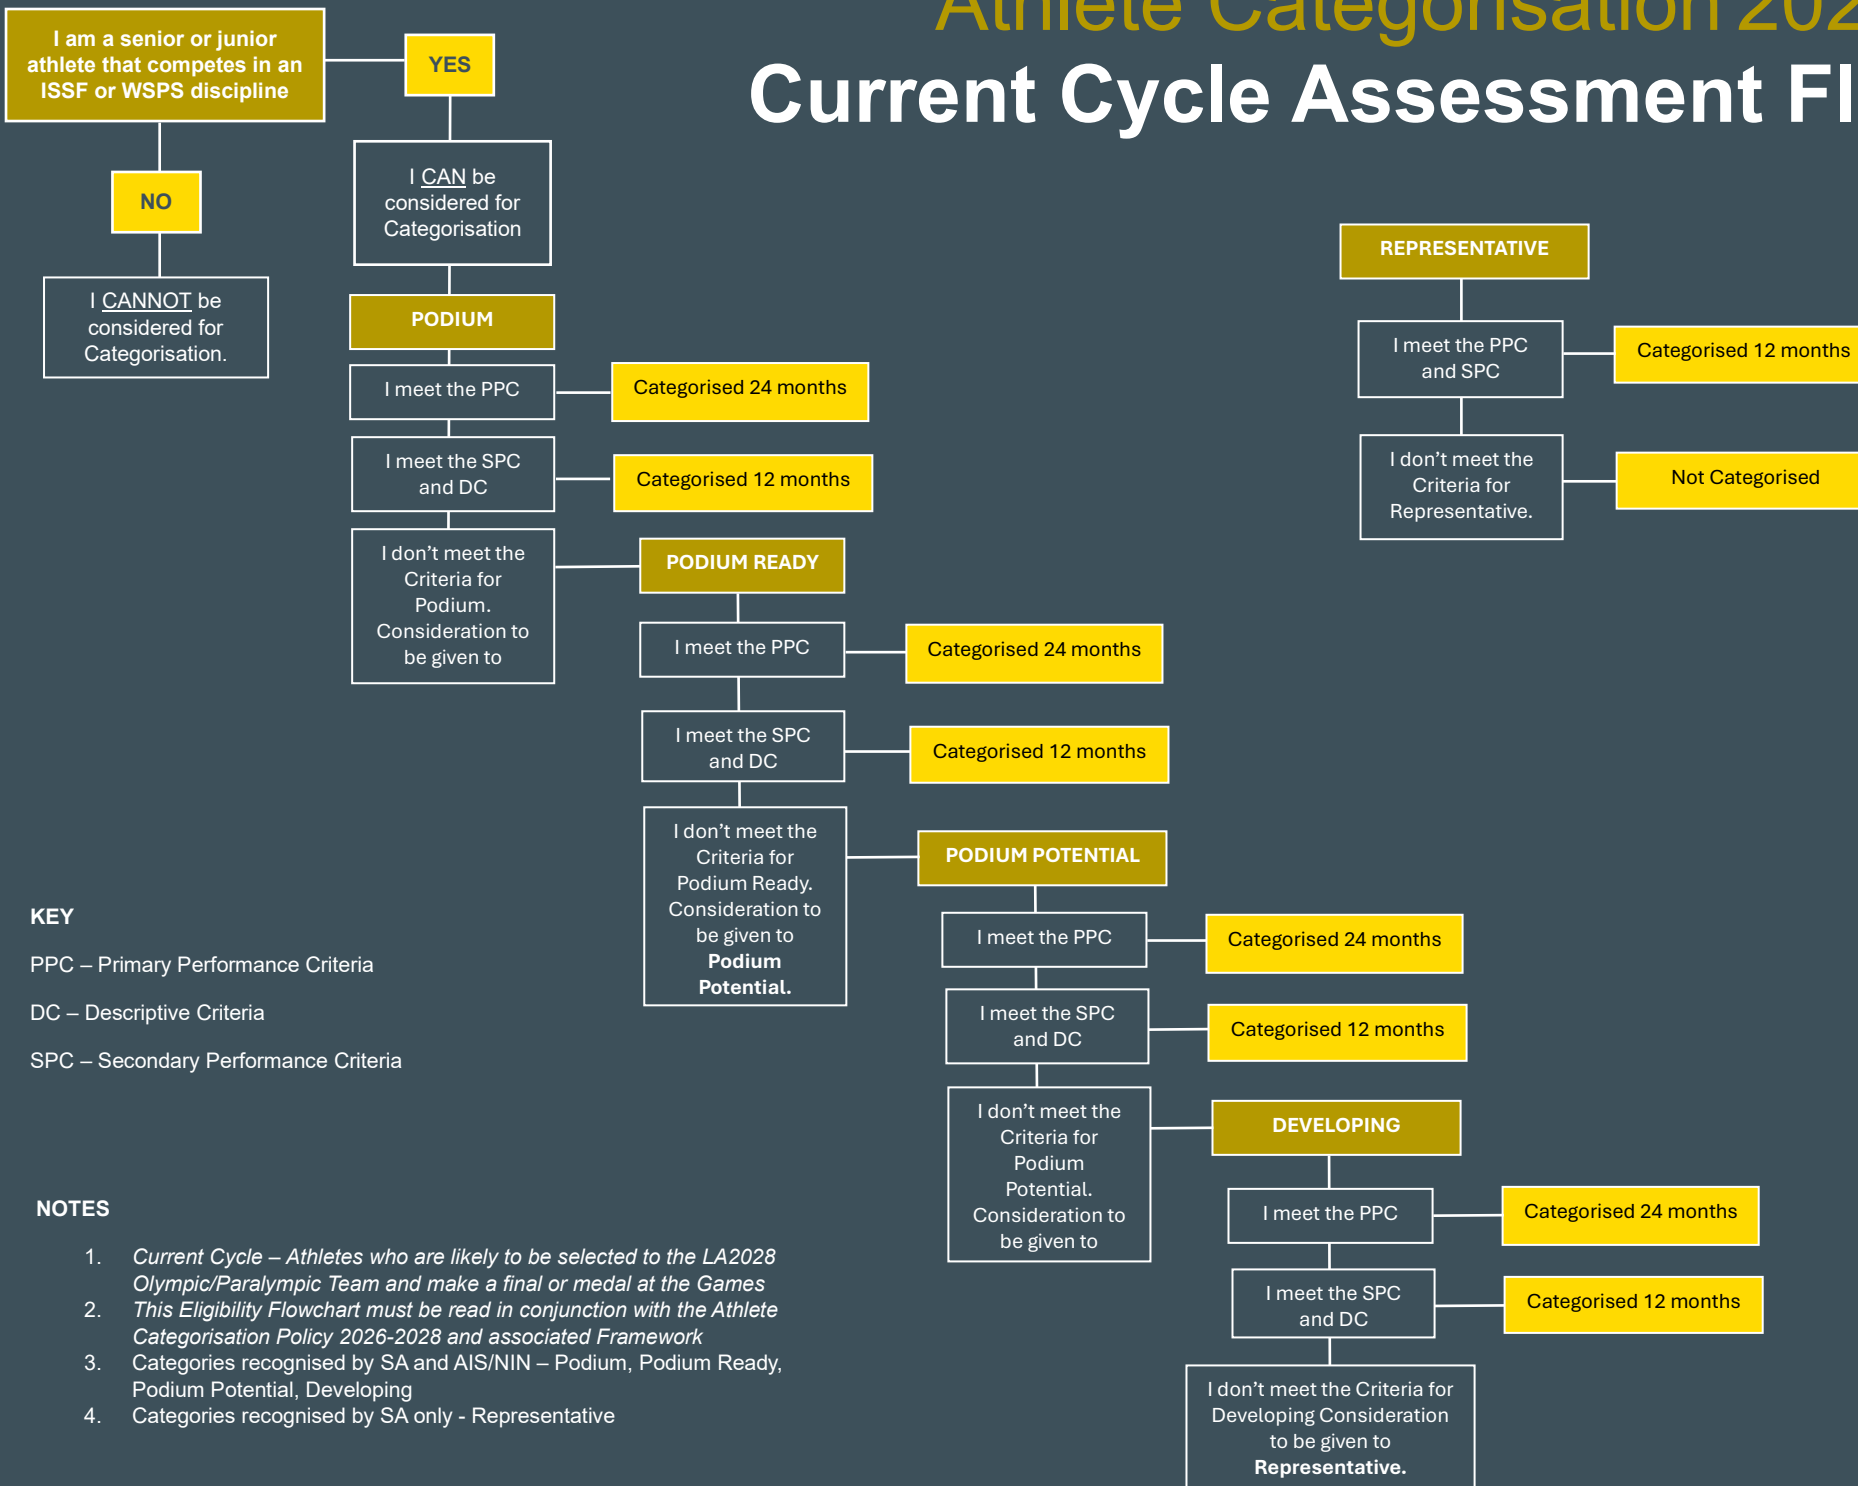 Athlete Categorisation 202
Current Cycle Assessment Fl
I am a senior or junior
athlete that competes in an
ISSF or WSPS discipline
YES
NO
I CAN be
considered for
Categorisation
I CANNOT be
considered for
Categorisation.
PODIUM
I meet the PPC
Categorised 24 months
I meet the SPC
and DC
Categorised 12 months
I don’t meet the
Criteria for
Podium.
Consideration to
be given to
PODIUM READY
I meet the PPC
Categorised 24 months
I meet the SPC
and DC
Categorised 12 months
I don’t meet the
Criteria for
Podium Ready.
Consideration to
be given to
Podium
Potential.
PODIUM POTENTIAL
I meet the PPC
Categorised 24 months
I meet the SPC
and DC
Categorised 12 months
I don’t meet the
Criteria for
Podium
Potential.
Consideration to
be given to
DEVELOPING
I meet the PPC
Categorised 24 months
I meet the SPC
and DC
Categorised 12 months
I don’t meet the Criteria for
Developing Consideration
to be given to
Representative.
REPRESENTATIVE
I meet the PPC
and SPC
Categorised 12 months
I don’t meet the
Criteria for
Representative.
Not Categorised
KEY
PPC – Primary Performance Criteria
DC – Descriptive Criteria
SPC – Secondary Performance Criteria
NOTES
1. Current Cycle – Athletes who are likely to be selected to the LA2028
Olympic/Paralympic Team and make a final or medal at the Games
2. This Eligibility Flowchart must be read in conjunction with the Athlete
Categorisation Policy 2026-2028 and associated Framework
3. Categories recognised by SA and AIS/NIN – Podium, Podium Ready,
Podium Potential, Developing
4. Categories recognised by SA only - Representative